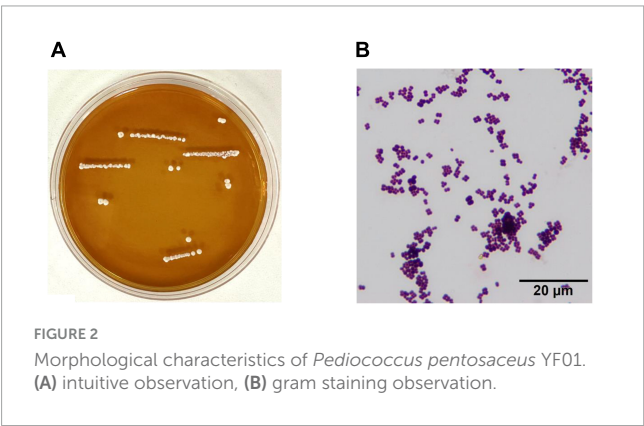 A
B
20 µm
FIGURE 2
Morphological characteristics of Pediococcus pentosaceus YF01.
(A) intuitive observation, (B) gram staining observation.